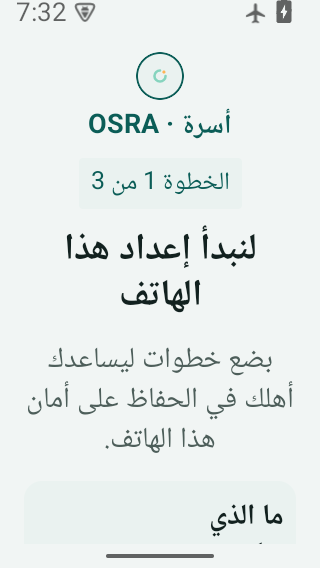 7:32
أسرة · OSRA
الخطوة 1 من 3
لنبدأ إعداد هذا
الهاتف
بضع خطوات ليساعدك
أهلك في الحفاظ على أمان
هذا الهاتف.
ما الذي